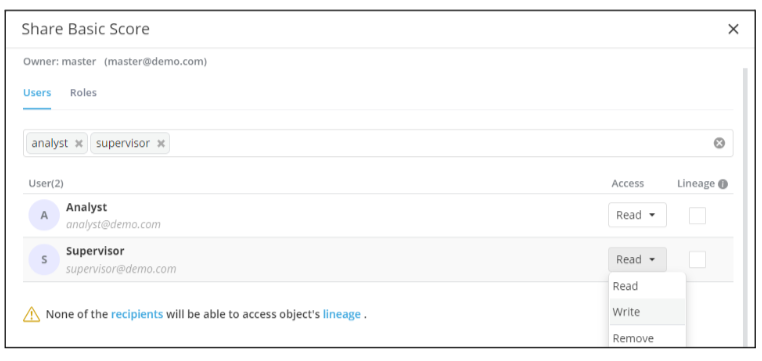 Share Basic Score
Owner: master (master@demo.com)
Users Roles
analyst supervisor
User(2) Access Lineage
A Analyst Read
analyst@demo.com
S Supervisor Read
supervisor@demo.com
Read
Write
Remove
None of the recipients will be able to access object's lineage .